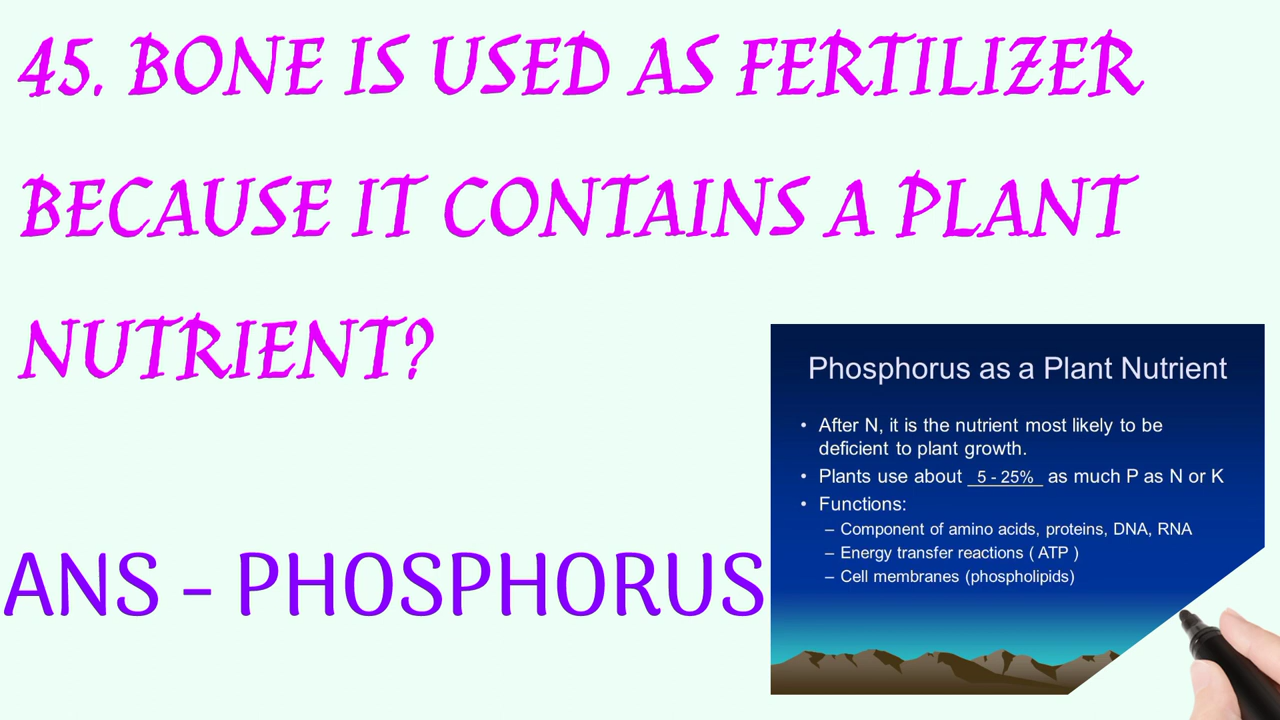 45. BONE IS USED AS FERTILIZER
BECAUSE IT CONTAINS A PLANT
NUTRIENT?
ANS - PHOSPHORUS
Phosphorus as a Plant Nutrient
• After N, it is the nutrient most likely to be
deficient to plant growth.
• Plants use about _5 - 25%_ as much P as N or K
• Functions:
– Component of amino acids, proteins, DNA, RNA
– Energy transfer reactions ( ATP )
– Cell membranes (phospholipids)